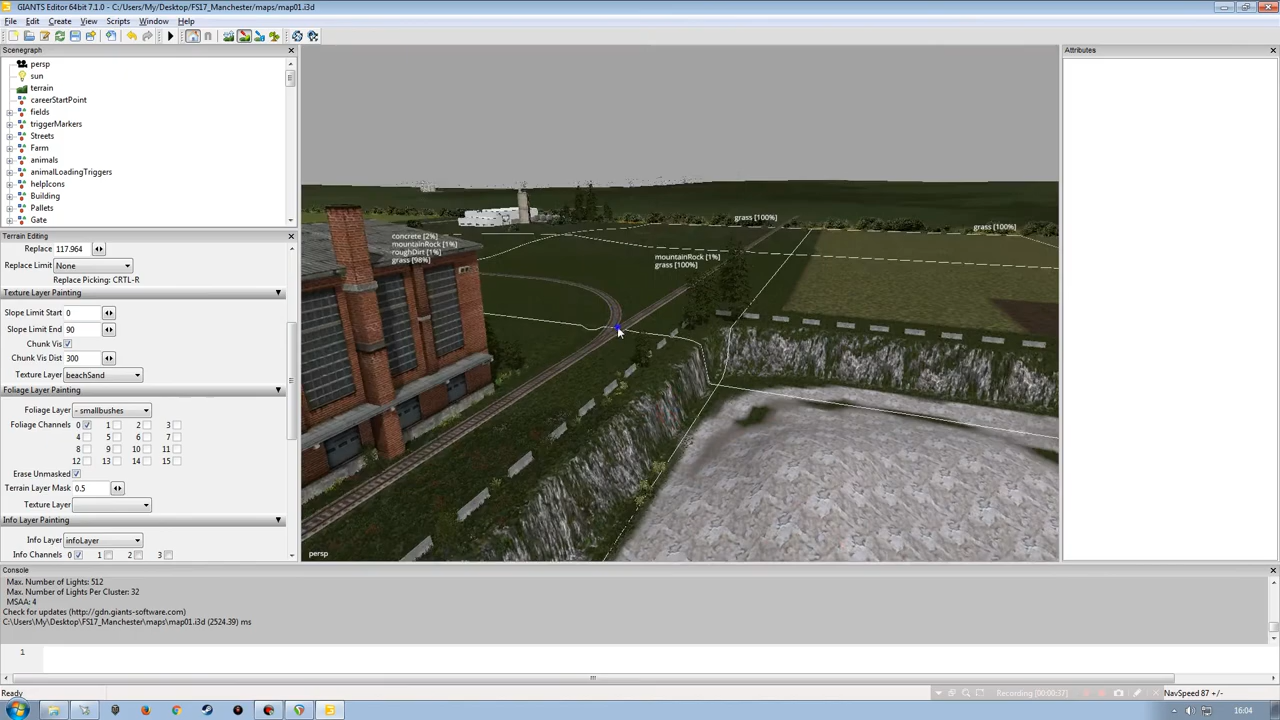 GIANTS Editor 64bit 7.1.0 - C:/Users/My/Desktop/FS17_Manchester/maps/map01.i3d
File Edit Create View Scripts Window Help
Scenegraph
persp
sun
terrain
careerStartPoint
fields
triggerMarkers
Streets
Farm
animals
animalLoadingTriggers
helpIcons
Building
Pallets
Gate
Terrain Editing
Replace 117.964
Replace Limit None
Replace Picking: CRTL-R
Texture Layer Painting
Slope Limit Start 0
Slope Limit End 90
Chunk Vis
Chunk Vis Dist 300
Texture Layer beachSand
Foliage Layer Painting
Foliage Layer - smallbushes
Foliage Channels 0 1 2 3
4 5 6 7
8 9 10 11
12 13 14 15
Erase Unmasked
Terrain Layer Mask 0.5
Texture Layer
Info Layer Painting
Info Layer infoLayer
Info Channels 0 1 2 3
concrete [2%]
mountainRock [1%]
roughDirt [1%]
grass [98%]
grass [100%]
mountainRock [1%]
grass [100%]
grass [100%]
persp
Attributes
Console
Max. Number of Lights: 512
Max. Number of Lights Per Cluster: 32
MSAA: 4
Check for updates (http://gdn.giants-software.com)
C:\Users\My\Desktop\FS17_Manchester\maps\map01.i3d (2524.39) ms
1
Ready
Recording [00:00:37]
NavSpeed 87 +/-
16:04